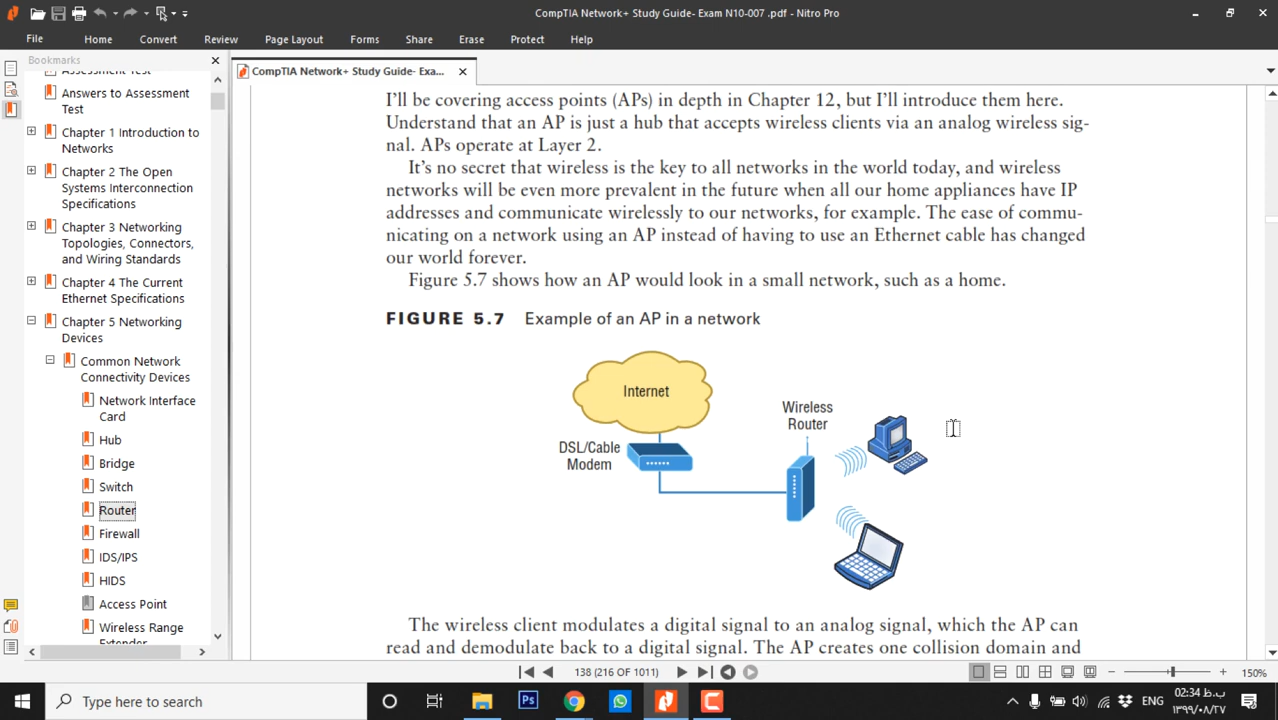 CompTIA Network+ Study Guide- Exam N10-007 .pdf - Nitro Pro
File Home Convert Review Page Layout Forms Share Erase Protect Help
Bookmarks
CompTIA Network+ Study Guide- Exa...
Assessment Test
Answers to Assessment
Test
Chapter 1 Introduction to
Networks
Chapter 2 The Open
Systems Interconnection
Specifications
Chapter 3 Networking
Topologies, Connectors,
and Wiring Standards
Chapter 4 The Current
Ethernet Specifications
Chapter 5 Networking
Devices
Common Network
Connectivity Devices
Network Interface
Card
Hub
Bridge
Switch
Router
Firewall
IDS/IPS
HIDS
Access Point
Wireless Range
Extender
I'll be covering access points (APs) in depth in Chapter 12, but I'll introduce them here.
Understand that an AP is just a hub that accepts wireless clients via an analog wireless sig-
nal. APs operate at Layer 2.
It's no secret that wireless is the key to all networks in the world today, and wireless
networks will be even more prevalent in the future when all our home appliances have IP
addresses and communicate wirelessly to our networks, for example. The ease of commu-
nicating on a network using an AP instead of having to use an Ethernet cable has changed
our world forever.
Figure 5.7 shows how an AP would look in a small network, such as a home.
FIGURE 5.7 Example of an AP in a network
Internet
DSL/Cable
Modem
Wireless
Router
The wireless client modulates a digital signal to an analog signal, which the AP can
read and demodulate back to a digital signal. The AP creates one collision domain and
138 (216 OF 1011)
150%
Type here to search
Ps
ENG
02:34 ب.ظ
۱۳۹۹/۰۸/۲۷